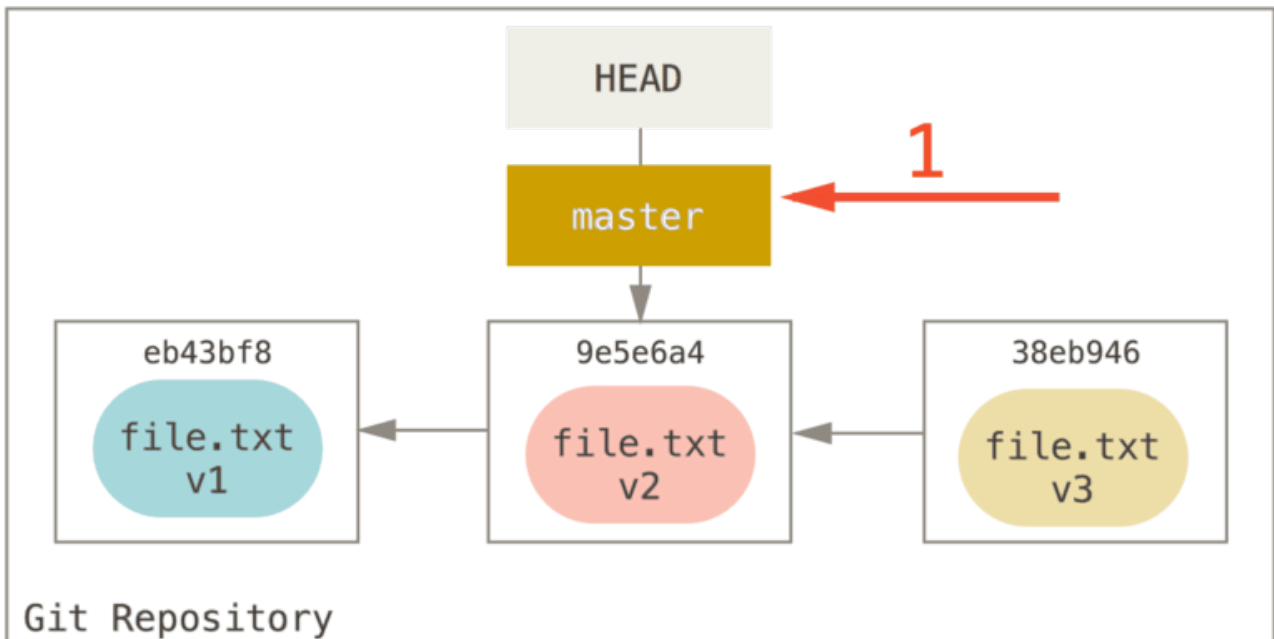 HEAD
1
master
eb43bf8
9e5e6a4
38eb946
file.txt
v1
file.txt
v2
file.txt
v3
Git Repository